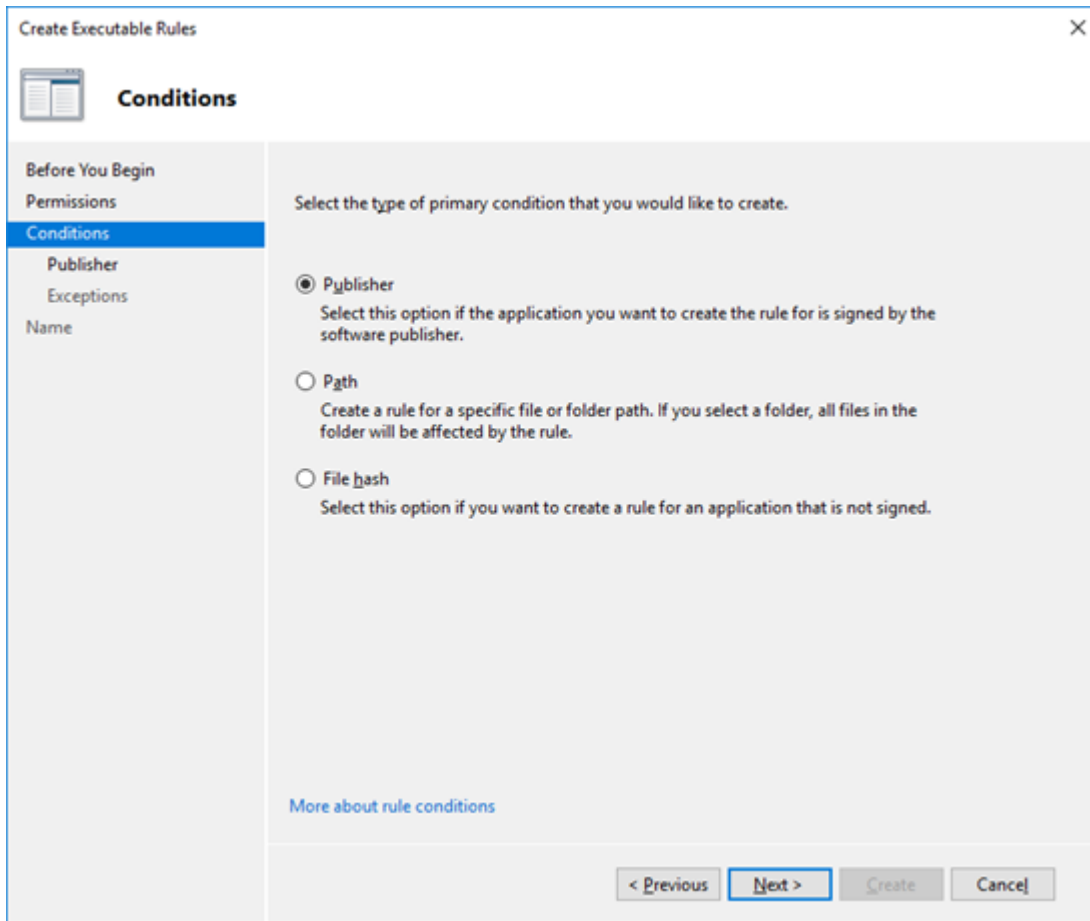 Create Executable Rules
Conditions
Before You Begin
Permissions
Conditions
Publisher
Exceptions
Name
Select the type of primary condition that you would like to create.
Publisher
Select this option if the application you want to create the rule for is signed by the
software publisher.
Path
Create a rule for a specific file or folder path. If you select a folder, all files in the
folder will be affected by the rule.
File hash
Select this option if you want to create a rule for an application that is not signed.
More about rule conditions
< Previous Next > Create Cancel